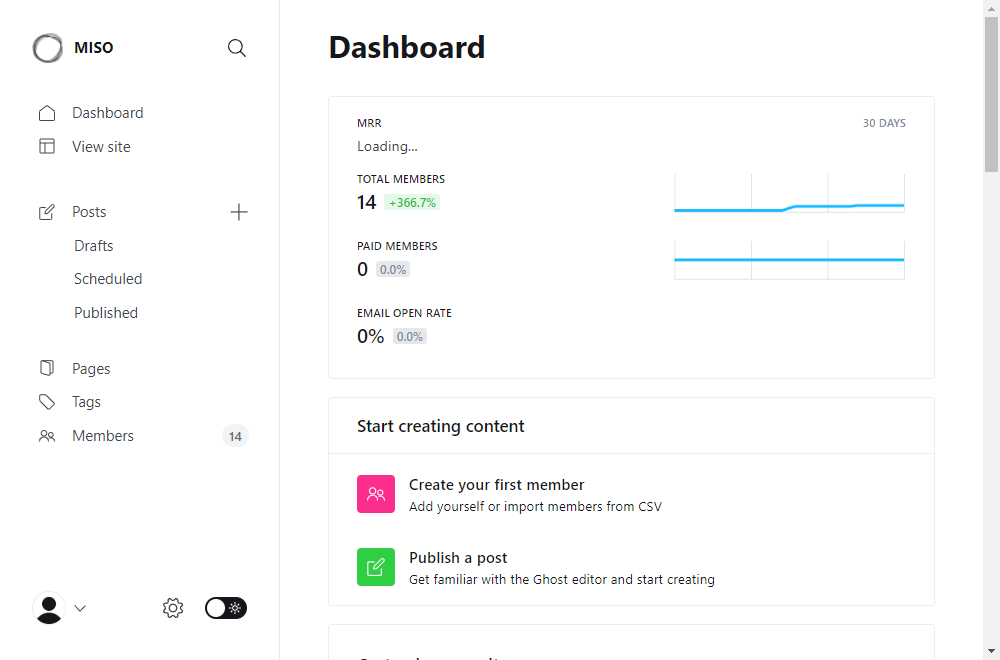 MISO
Dashboard
View site
Posts
Drafts
Scheduled
Published
Pages
Tags
Members 14
Dashboard
MRR 30 DAYS
Loading...
TOTAL MEMBERS
14 +366.7%
PAID MEMBERS
0 0.0%
EMAIL OPEN RATE
0% 0.0%
Start creating content
Create your first member
Add yourself or import members from CSV
Publish a post
Get familiar with the Ghost editor and start creating